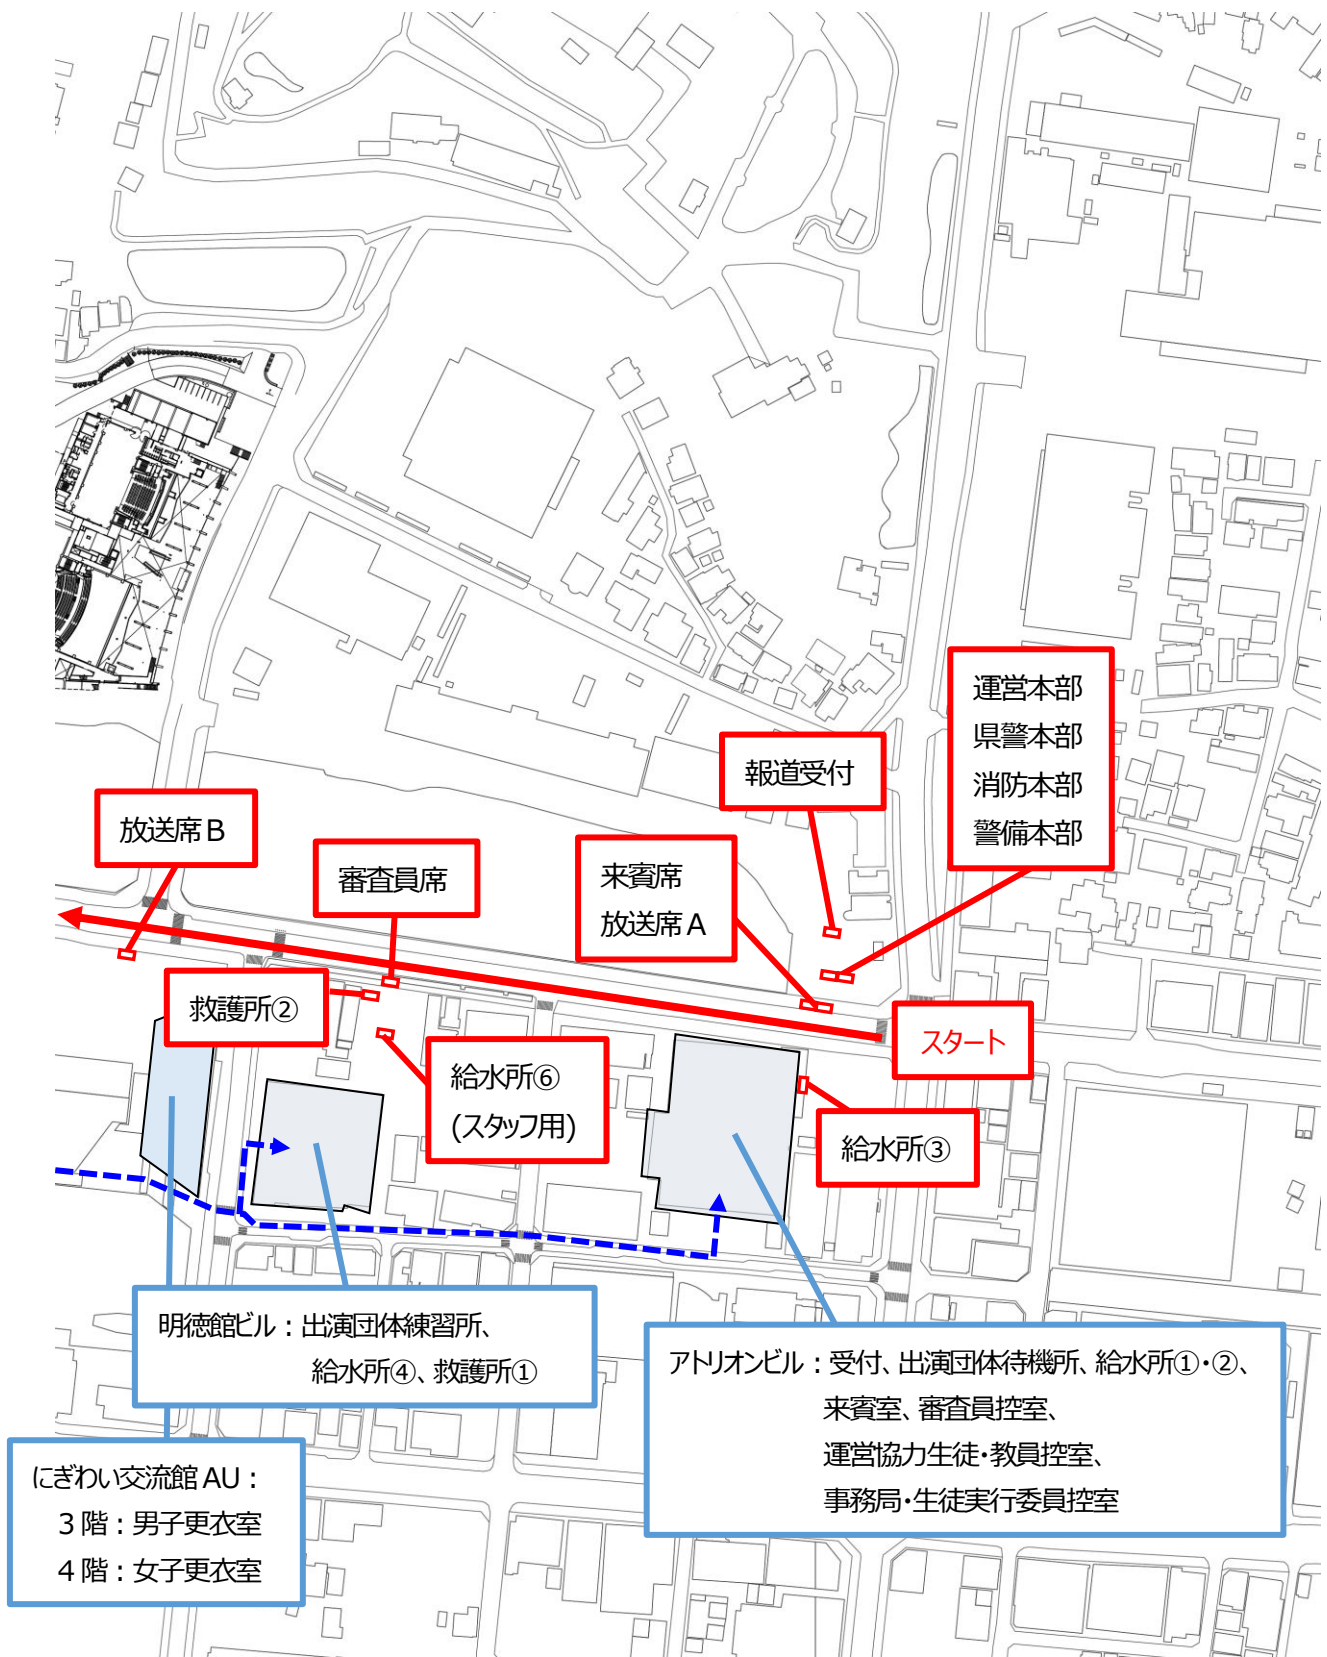 運営本部
県警本部
消防本部
警備本部
報道受付
放送席B
審査員席
来賓席
放送席A
救護所②
スタート
給水所⑥
(スタッフ用)
給水所③
明徳館ビル：出演団体練習所、
給水所④、救護所①
アトリオンビル：受付、出演団体待機所、給水所①・②、
来賓室、審査員控室、
運営協力生徒・教員控室、
事務局・生徒実行委員控室
にぎわい交流館AU：
3階：男子更衣室
4階：女子更衣室